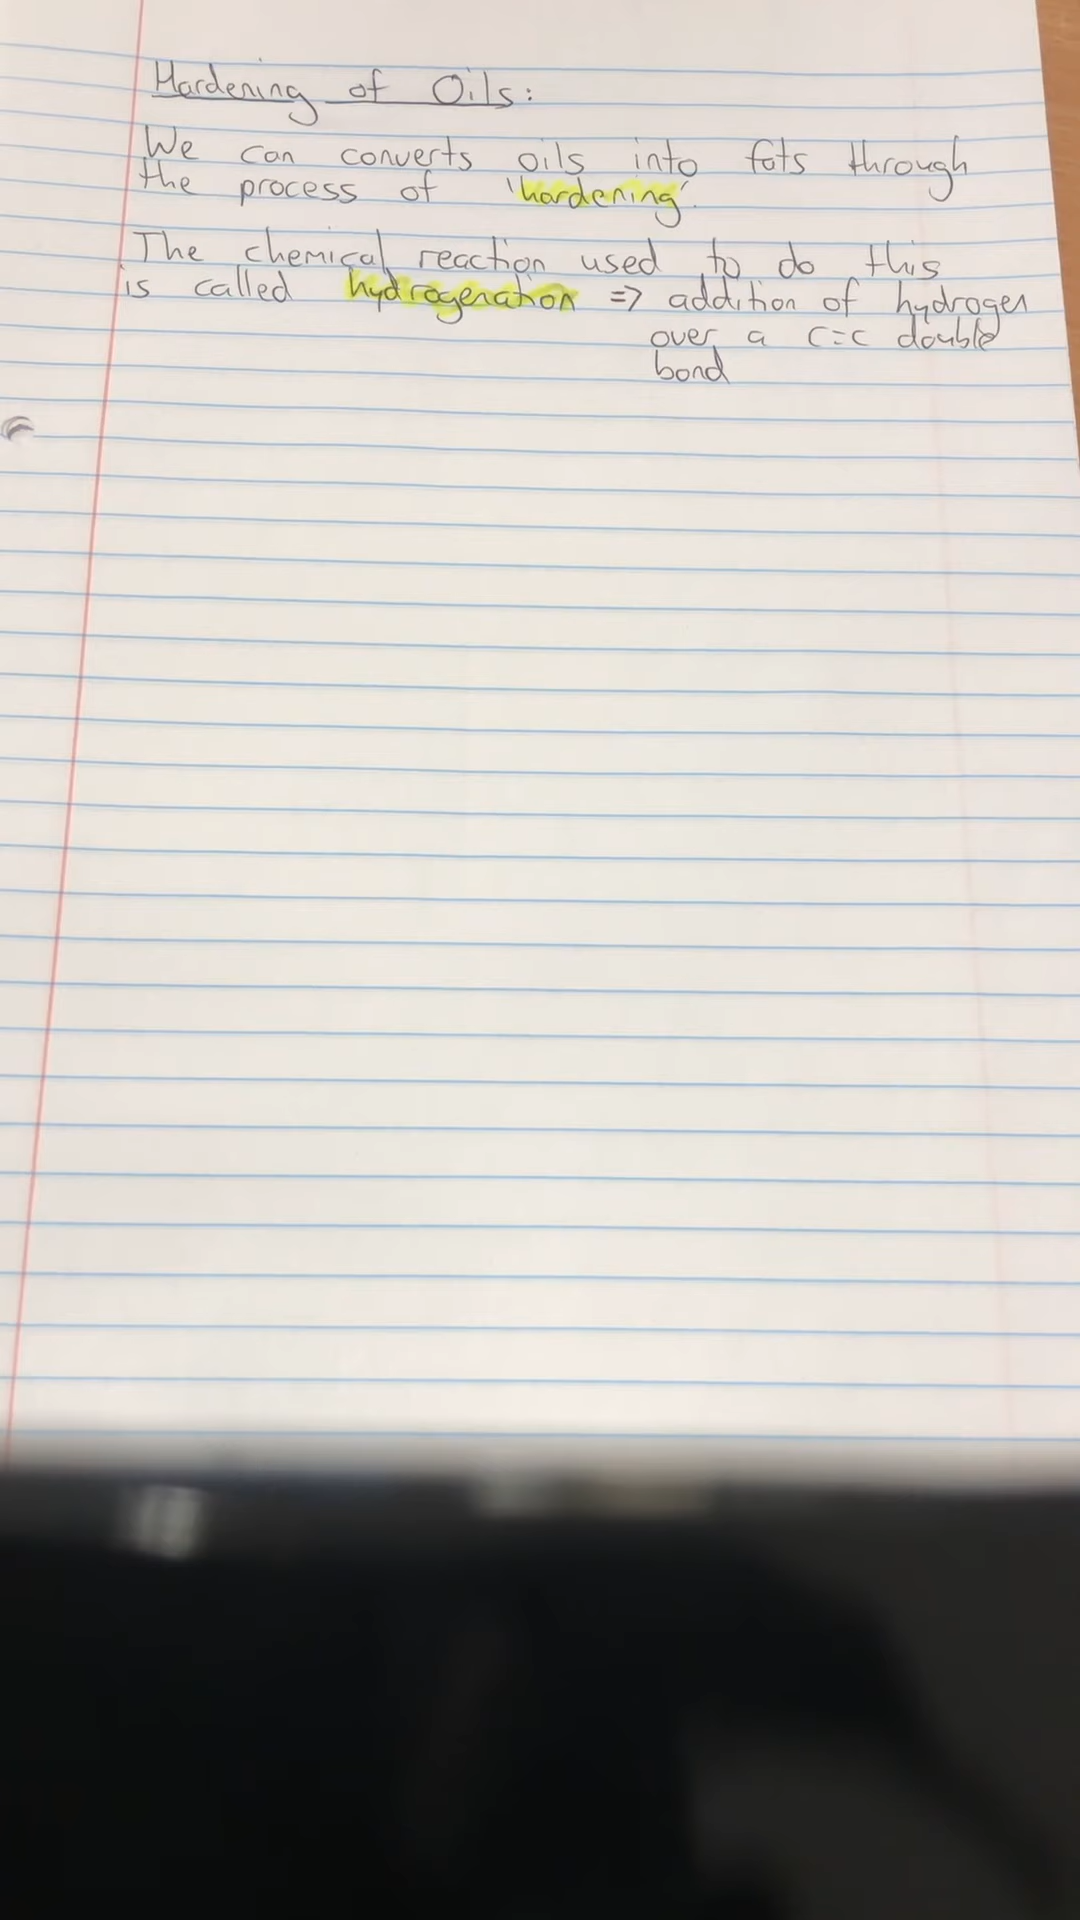 Hardening of Oils:
We can converts oils into fats through
the process of 'hardening'.
The chemical reaction used to do this
is called hydrogenation => addition of hydrogen
over a C=C double
bond